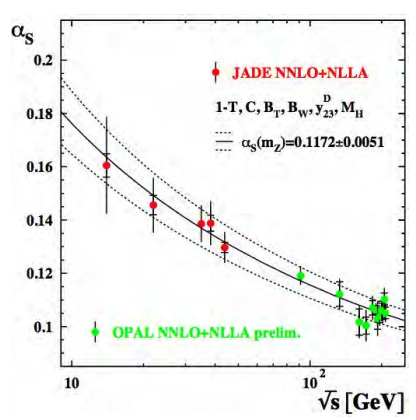 α_S
0.2
0.18
0.16
0.14
0.12
0.1
JADE NNLO+NLLA
1-T, C, B_T, B_W, y_23^D, M_H
α_S(m_Z)=0.1172±0.0051
OPAL NNLO+NLLA prelim.
10
10^2
√s [GeV]